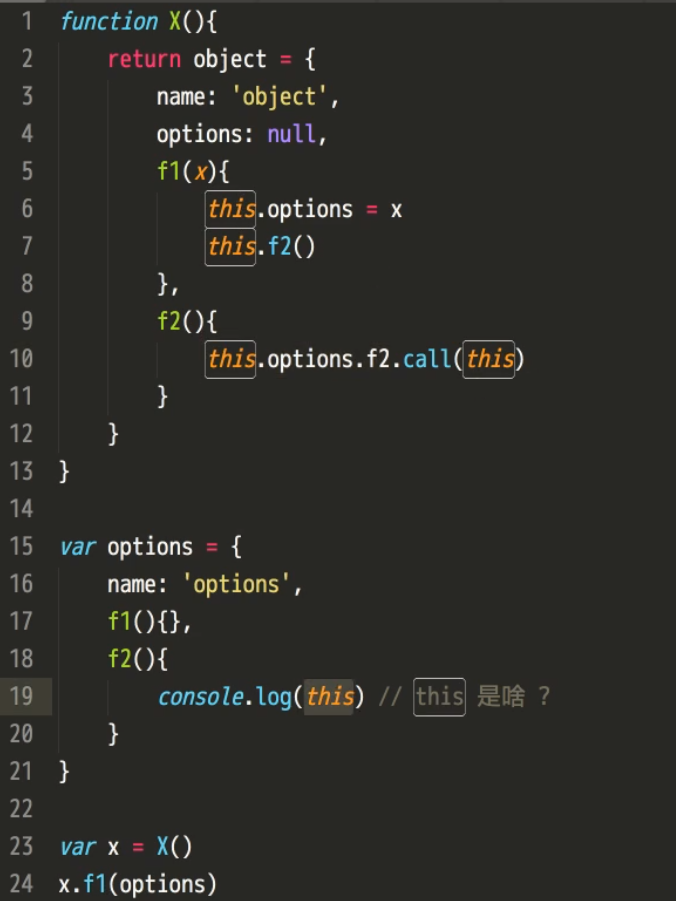 1 function X(){
2     return object = {
3         name: 'object',
4         options: null,
5         f1(x){
6             this.options = x
7             this.f2()
8         },
9         f2(){
10             this.options.f2.call(this)
11         }
12     }
13 }
14
15 var options = {
16     name: 'options',
17     f1(){},
18     f2(){
19         console.log(this) // this 是啥 ?
20     }
21 }
22
23 var x = X()
24 x.f1(options)